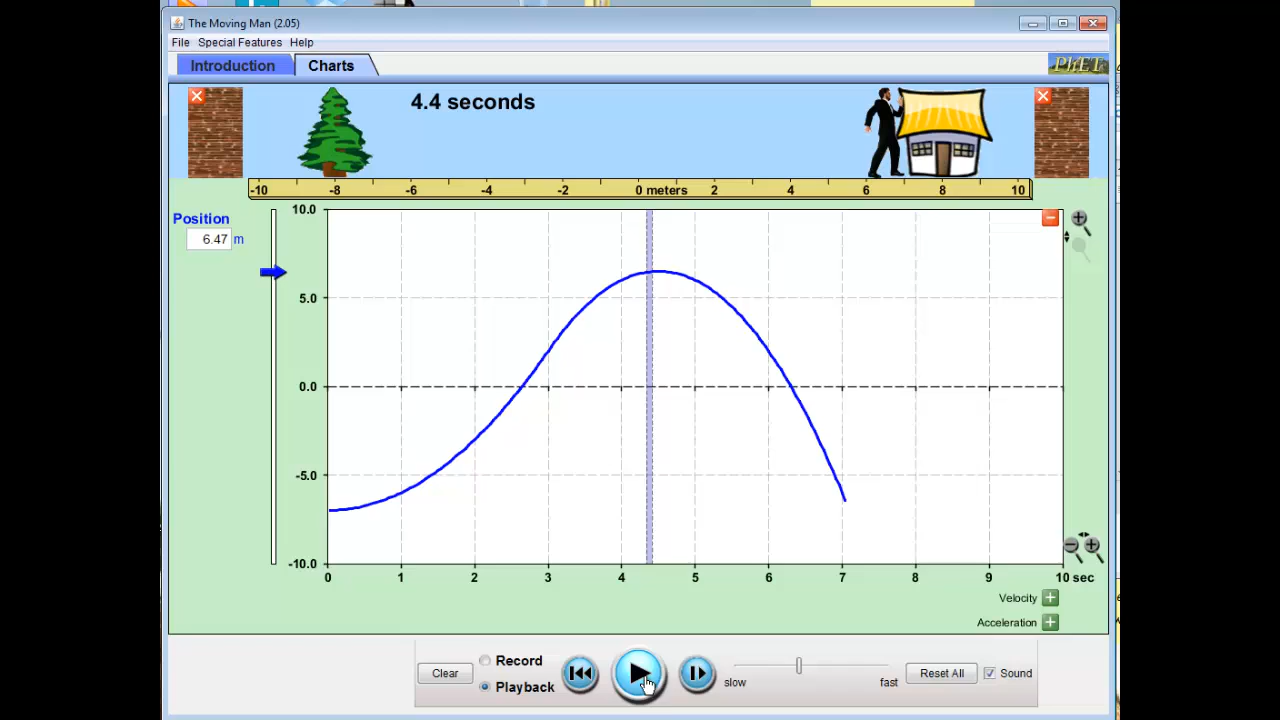 The Moving Man (2.05)
File Special Features Help
Introduction Charts PhET
4.4 seconds
-10 -8 -6 -4 -2 0 meters 2 4 6 8 10
Position
6.47 m
10.0
5.0
0.0
-5.0
-10.0
0 1 2 3 4 5 6 7 8 9 10 sec
Velocity
Acceleration
Clear
Record
Playback
slow
fast
Reset All
Sound